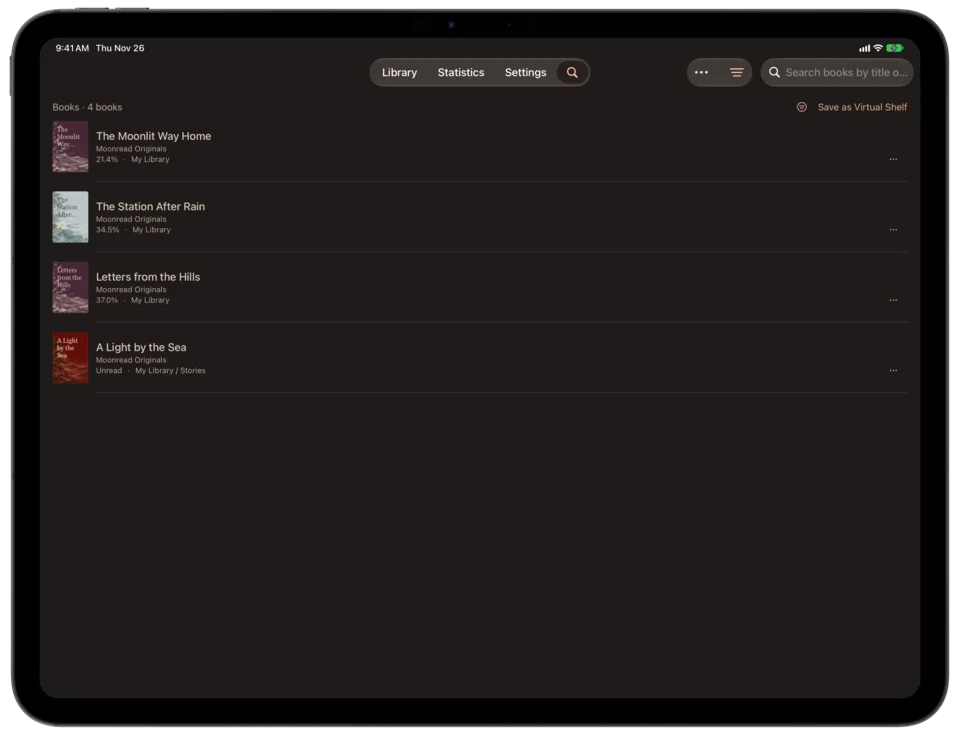 9:41 AM Thu Nov 26
Library Statistics Settings
Search books by title o...
Books · 4 books
Save as Virtual Shelf
The
Moonlit
Way...
The Moonlit Way Home
Moonread Originals
21.4% · My Library
The
Station
After...
The Station After Rain
Moonread Originals
34.5% · My Library
Letters
from the
Hills
Letters from the Hills
Moonread Originals
37.0% · My Library
A Light
by the
Sea
A Light by the Sea
Moonread Originals
Unread · My Library / Stories